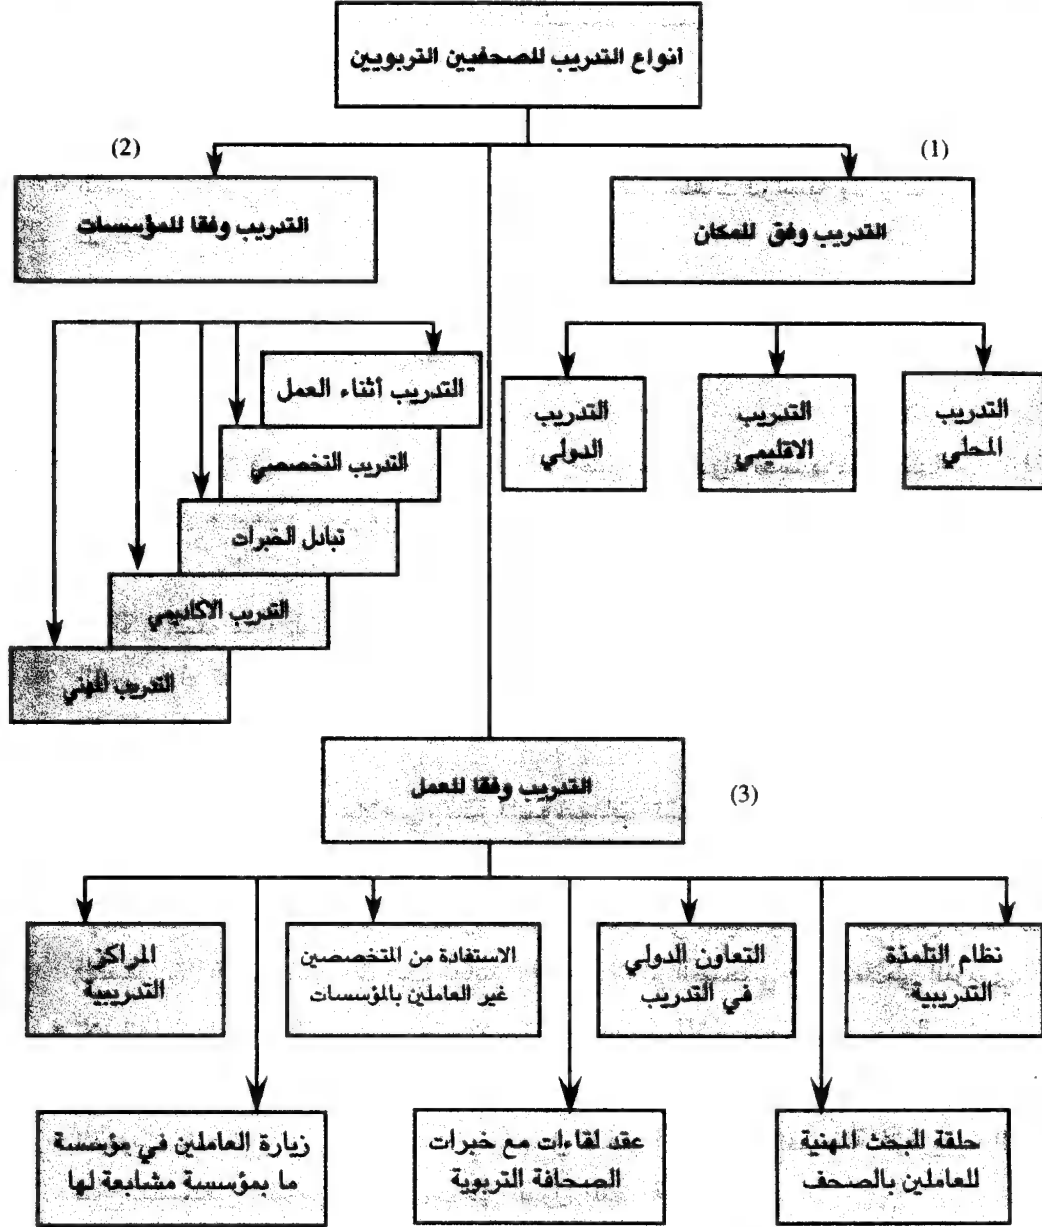 أنواع التدريب للصحفيين التربويين
(1)
التدريب وفق للمكان
التدريب
المحلي
التدريب
الاقليمي
التدريب
الدولي
(2)
التدريب وفقا للمؤسسات
التدريب أثناء العمل
التدريب التخصصي
تبادل الخبرات
التدريب الاكاديمي
التدريب المهني
التدريب وفقا للعمل
(3)
نظام التلمذة
التدريبية
التعاون الدولي
في التدريب
الاستفادة من المتخصصين
غير العاملين بالمؤسسات
المراكز
التدريبية
حلقة البحث المهنية
للعاملين بالصحف
عقد لقاءات مع خبرات
الصحافة التربوية
زيارة العاملين في مؤسسة
ما بمؤسسة مشابعة لها